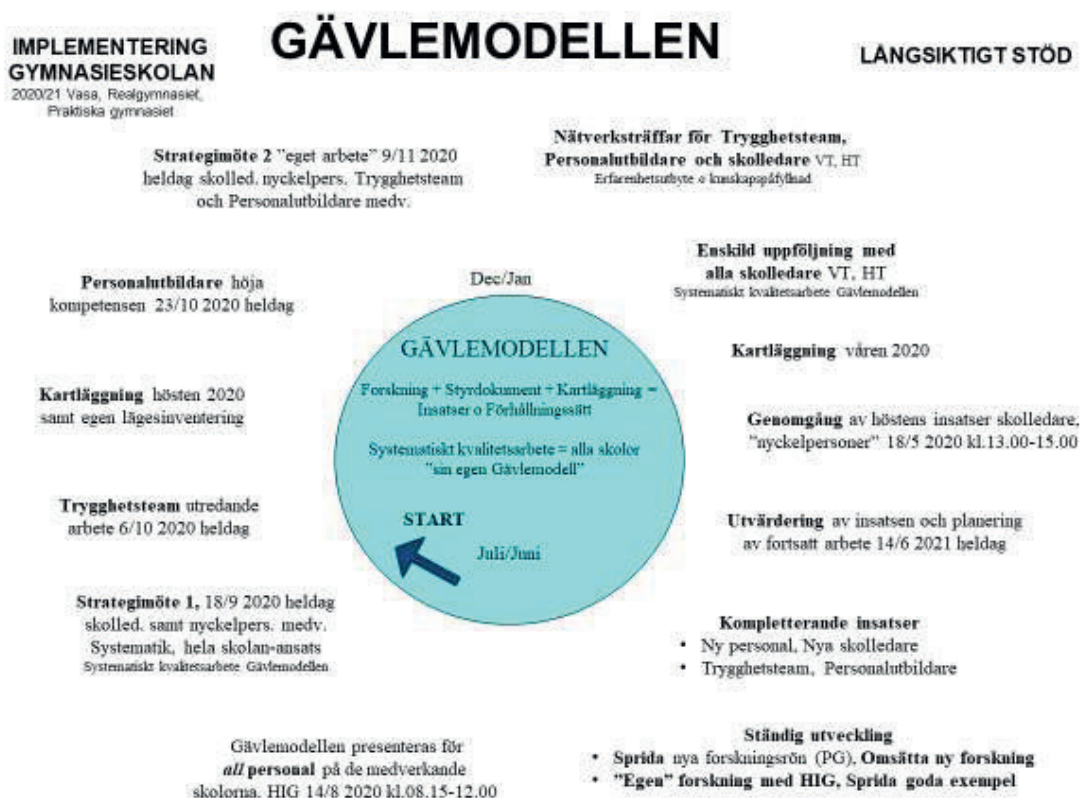 IMPLEMENTERING
GYMNASIESKOLAN
2020/21 Vasa, Realgymnasiet,
Praktiska gymnasiet
GÄVLEMODELLEN
LÅNGSIKTIGT STÖD
Strategimöte 2 "eget arbete" 9/11 2020
heldag skolled. nyckelpers. Trygghetsteam
och Personalutbildare medv.
Nätverksträffar för Trygghetsteam,
Personalutbildare och skolledare VT, HT
Erfarenhetsutbyte o kunskapspåfyllnad
Personalutbildare höja
kompetensen 23/10 2020 heldag
Enskild uppföljning med
alla skolledare VT, HT
Systematiskt kvalitetsarbete Gävlemodellen
Kartläggning hösten 2020
samt egen lägesinventering
Kartläggning våren 2020
Trygghetsteam utredande
arbete 6/10 2020 heldag
Genomgång av höstens insatser skolledare,
"nyckelpersoner" 18/5 2020 kl.13.00-15.00
Strategimöte 1, 18/9 2020 heldag
skolled. samt nyckelpers. medv.
Systematik, hela skolan-ansats
Systematiskt kvalitetsarbete Gävlemodellen
Utvärdering av insatsen och planering
av fortsatt arbete 14/6 2021 heldag
Dec/Jan
GÄVLEMODELLEN
Forskning + Styrdokument + Kartläggning =
Insatser o Förhållningssätt
Systematiskt kvalitetsarbete = alla skolor
"sin egen Gävlemodell"
START
Juli/Juni
Kompletterande insatser
• Ny personal, Nya skolledare
• Trygghetsteam, Personalutbildare
Gävlemodellen presenteras för
all personal på de medverkande
skolorna, HIG 14/8 2020 kl.08.15-12.00
Ständig utveckling
• Sprida nya forskningsrön (PG), Omsätta ny forskning
• "Egen" forskning med HIG, Sprida goda exempel